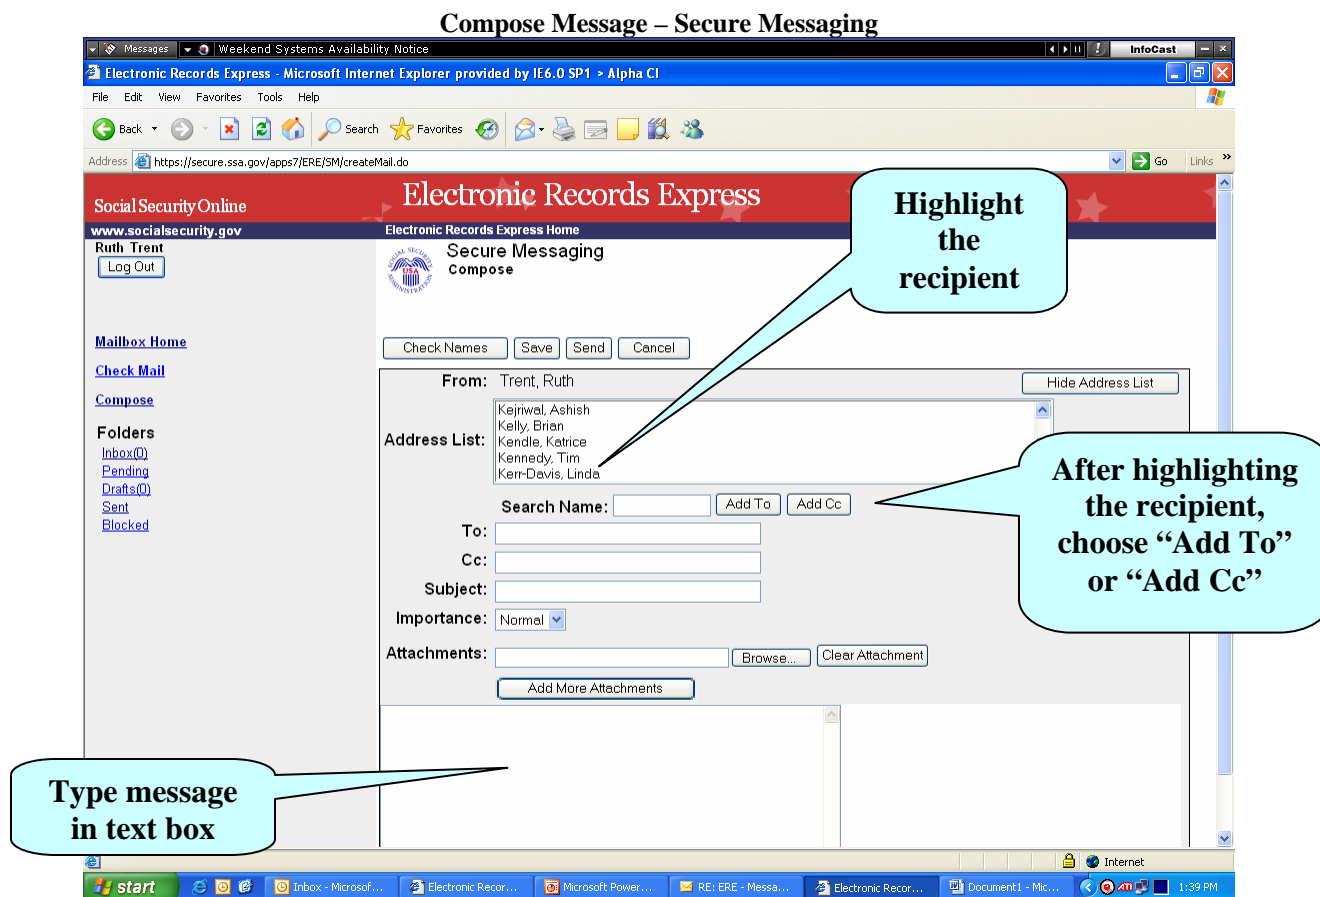 Compose Message – Secure Messaging
Messages Weekend Systems Availability Notice InfoCast
Electronic Records Express - Microsoft Internet Explorer provided by IE6.0 SP1 > Alpha CI
File Edit View Favorites Tools Help
Back Search Favorites
Address https://secure.ssa.gov/apps7/ERE/SM/createMail.do Go Links »
Social Security Online Electronic Records Express
www.socialsecurity.gov Electronic Records Express Home
Ruth Trent
Log Out
Secure Messaging
Compose
Highlight
the
recipient
Mailbox Home
Check Mail
Compose
Folders
Inbox(0)
Pending
Drafts(0)
Sent
Blocked
Check Names Save Send Cancel
From: Trent, Ruth Hide Address List
Address List:
Kejriwal, Ashish
Kelly, Brian
Kendle, Katrice
Kennedy, Tim
Kerr-Davis, Linda
After highlighting
the recipient,
choose “Add To”
or “Add Cc”
Search Name: Add To Add Cc
To:
Cc:
Subject:
Importance: Normal
Attachments: Browse... Clear Attachment
Add More Attachments
Type message
in text box
Internet
start Inbox - Microsof... Electronic Recor... Microsoft Power... RE: ERE - Messa... Electronic Recor... Document1 - Mic... ATI 1:39 PM